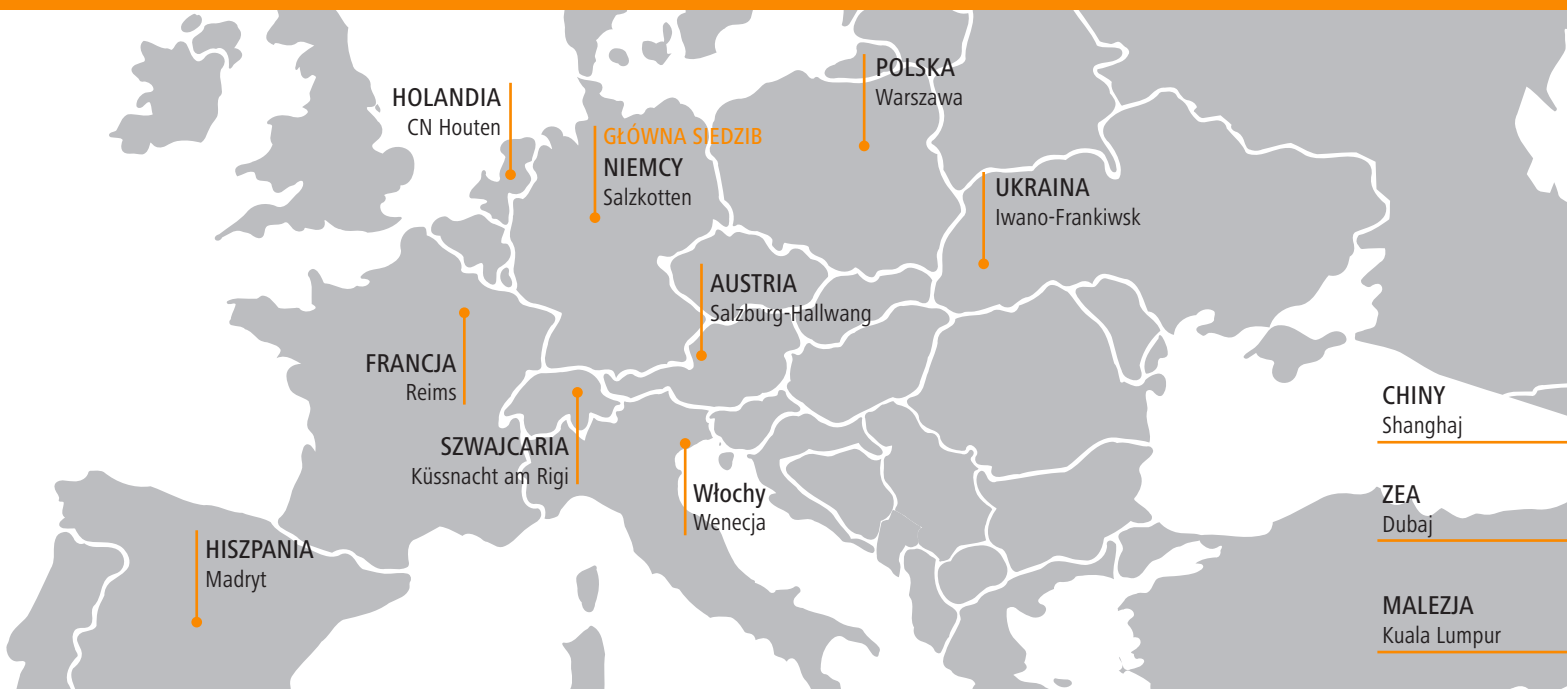 POLSKA
Warszawa
HOLANDIA
CN Houten
GŁÓWNA SIEDZIB
NIEMCY
Salzkotten
UKRAINA
Iwano-Frankiwsk
AUSTRIA
Salzburg-Hallwang
FRANCJA
Reims
SZWAJCARIA
Küssnacht am Rigi
Włochy
Wenecja
HISZPANIA
Madryt
CHINY
Shanghaj
ZEA
Dubaj
MALEZJA
Kuala Lumpur